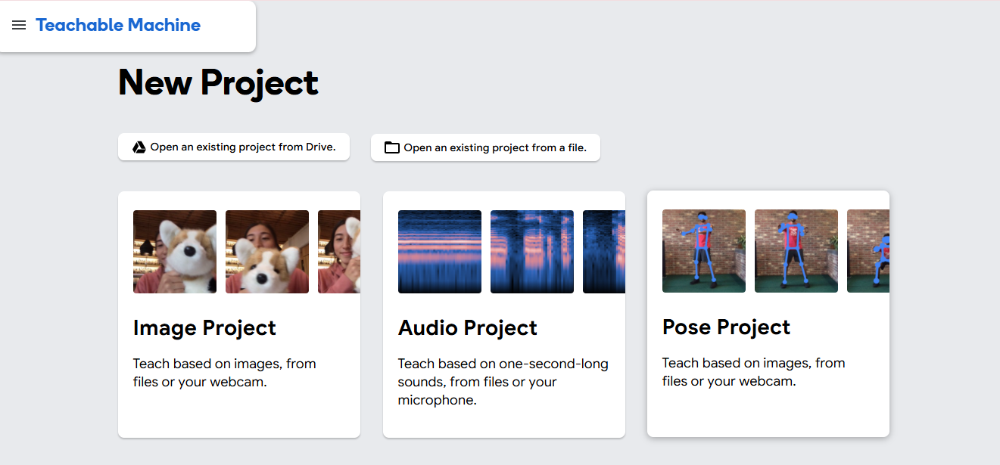 Teachable Machine
New Project
Open an existing project from Drive.
Open an existing project from a file.
Image Project
Teach based on images, from
files or your webcam.
Audio Project
Teach based on one-second-long
sounds, from files or your
microphone.
Pose Project
Teach based on images, from
files or your webcam.